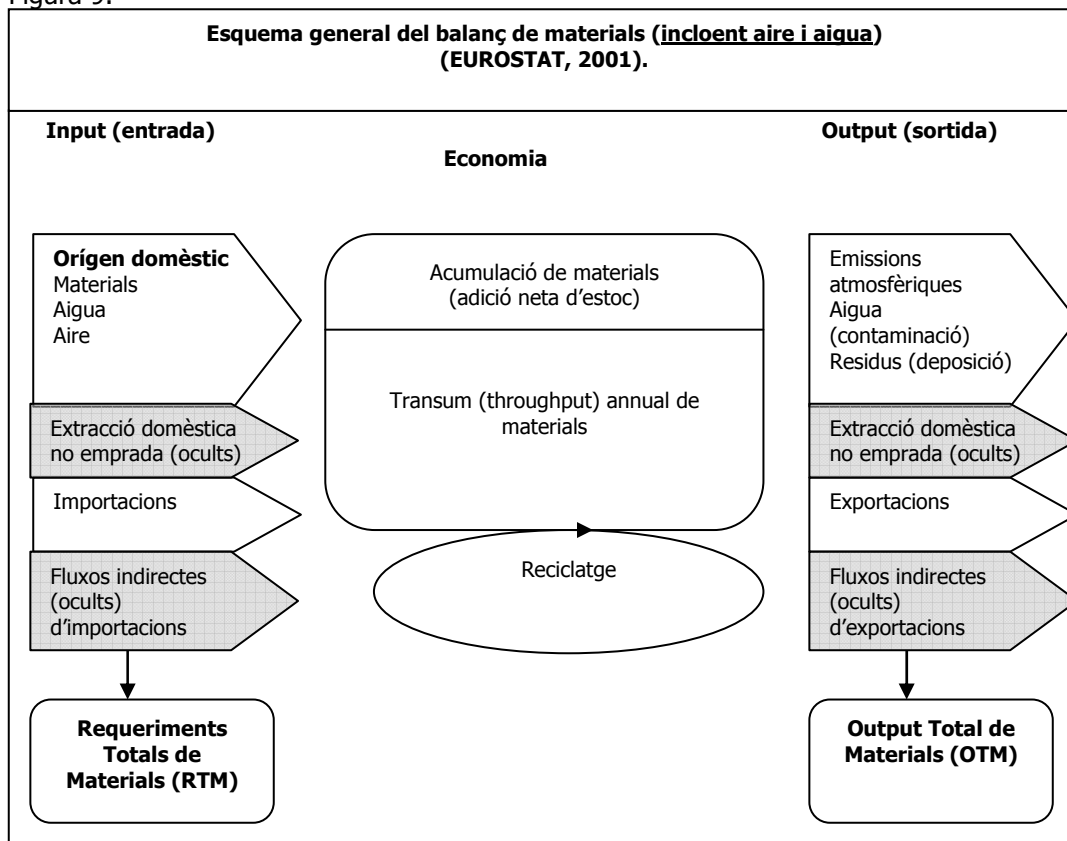 Figura 9.
Esquema general del balanç de materials (incloent aire i aigua)
(EUROSTAT, 2001).
Input (entrada)
Economia
Output (sortida)
Orígen domèstic
Materials
Aigua
Aire
Extracció domèstica
no emprada (ocults)
Importacions
Fluxos indirectes
(ocults)
d'importacions
Requeriments
Totals de
Materials (RTM)
Acumulació de materials
(adició neta d'estoc)
Transum (throughput) annual de
materials
Reciclatge
Emissions
atmosfèriques
Aigua
(contaminació)
Residus (deposició)
Extracció domèstica
no emprada (ocults)
Exportacions
Fluxos indirectes
(ocults)
d'exportacions
Output Total de
Materials (OTM)